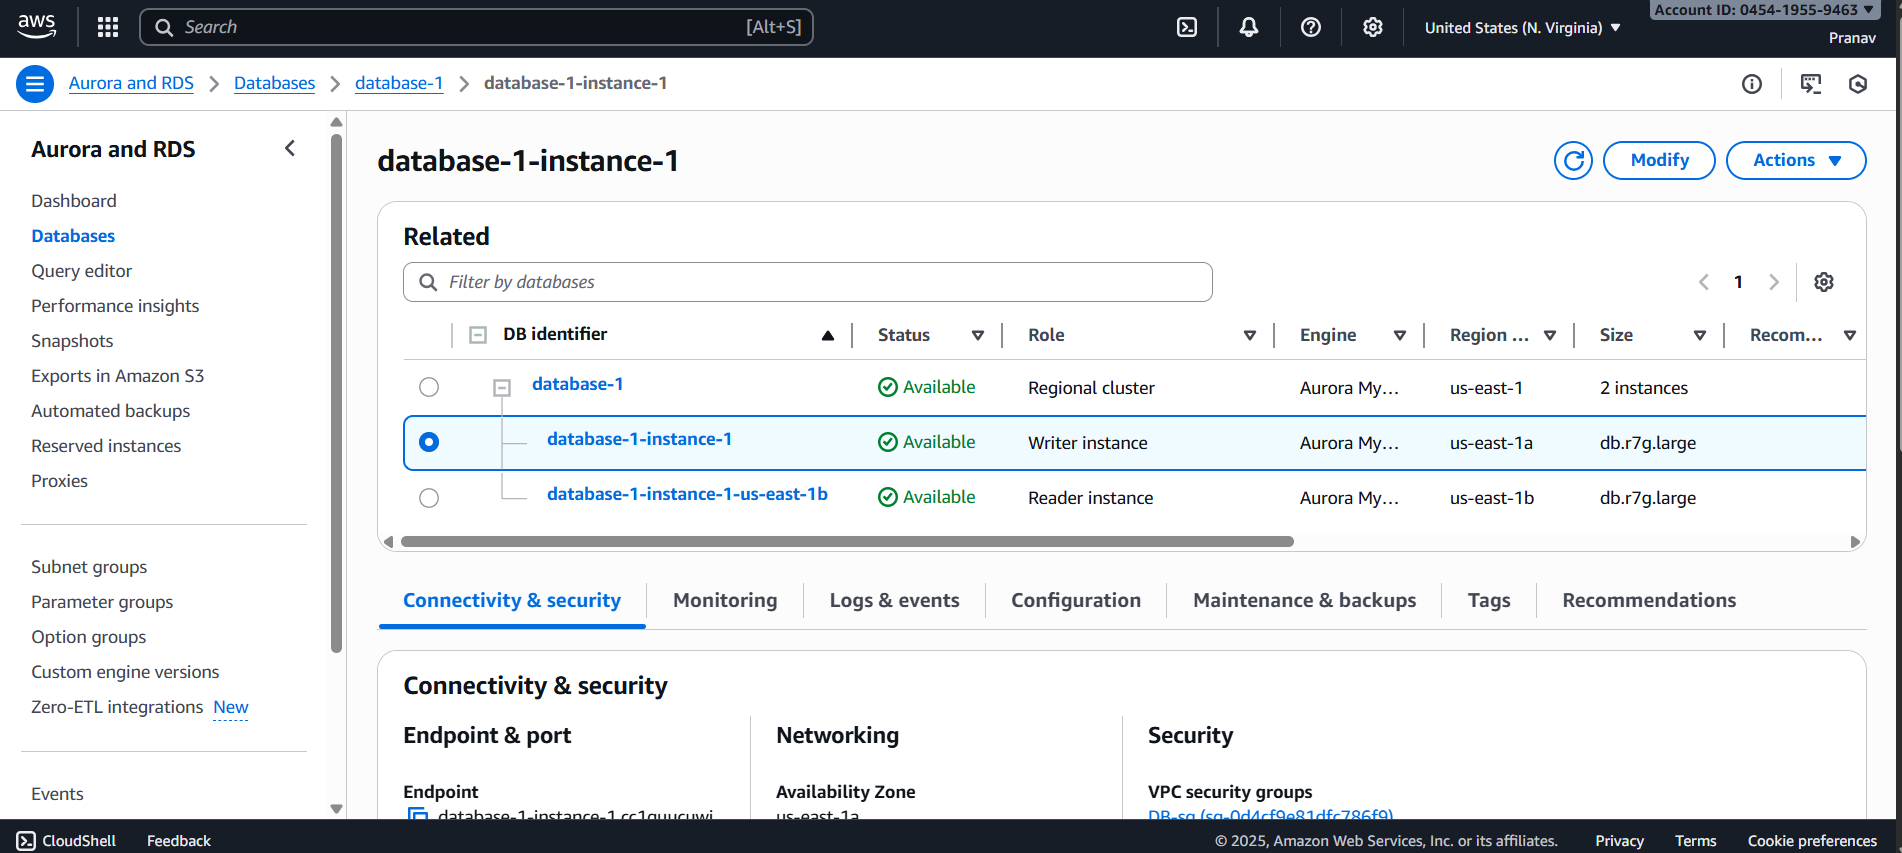 aws
Search [Alt+S]
United States (N. Virginia)
Account ID: 0454-1955-9463
Pranav
Aurora and RDS
Databases
database-1
database-1-instance-1
Aurora and RDS
Dashboard
Databases
Query editor
Performance insights
Snapshots
Exports in Amazon S3
Automated backups
Reserved instances
Proxies
Subnet groups
Parameter groups
Option groups
Custom engine versions
Zero-ETL integrations New
Events
database-1-instance-1
Modify
Actions
Related
Filter by databases
1
DB identifier Status Role Engine Region ... Size Recom...
database-1 Available Regional cluster Aurora My... us-east-1 2 instances
database-1-instance-1 Available Writer instance Aurora My... us-east-1a db.r7g.large
database-1-instance-1-us-east-1b Available Reader instance Aurora My... us-east-1b db.r7g.large
Connectivity & security Monitoring Logs & events Configuration Maintenance & backups Tags Recommendations
Connectivity & security
Endpoint & port
Endpoint
Networking
Availability Zone
us-east-1a
Security
VPC security groups
DB-sg (sg-0d4cf9e81dfc786f9)
CloudShell Feedback
© 2025, Amazon Web Services, Inc. or its affiliates. Privacy Terms Cookie preferences